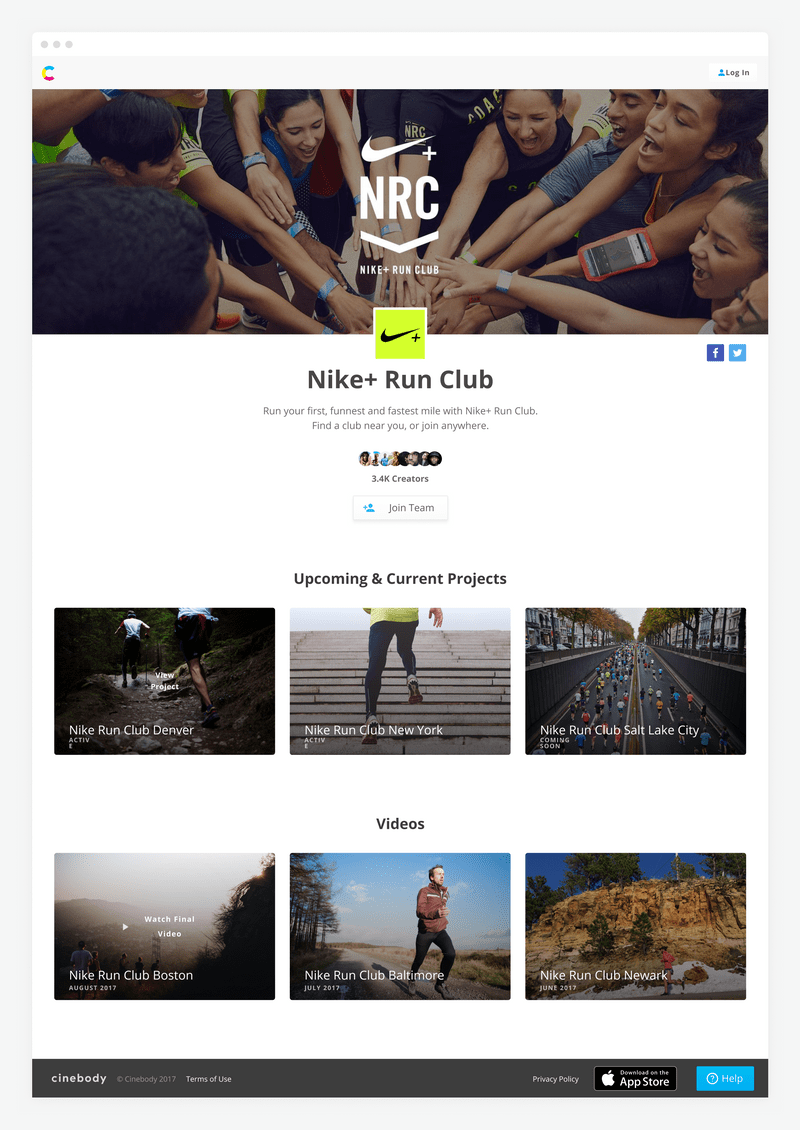 Log In
COACH
NRC
NRC
NIKE+ RUN CLUB
Nike+ Run Club
Run your first, funnest and fastest mile with Nike+ Run Club.
Find a club near you, or join anywhere.
3.4K Creators
Join Team
Upcoming & Current Projects
View
Project
Nike Run Club Denver
ACTIV
E
Nike Run Club New York
ACTIV
E
Nike Run Club Salt Lake City
COMING
SOON
Videos
Watch Final
Video
Nike Run Club Boston
AUGUST 2017
Nike Run Club Baltimore
JULY 2017
Nike Run Club Newark
JUNE 2017
cinebody © Cinebody 2017 Terms of Use Privacy Policy
Download on the
App Store
Help